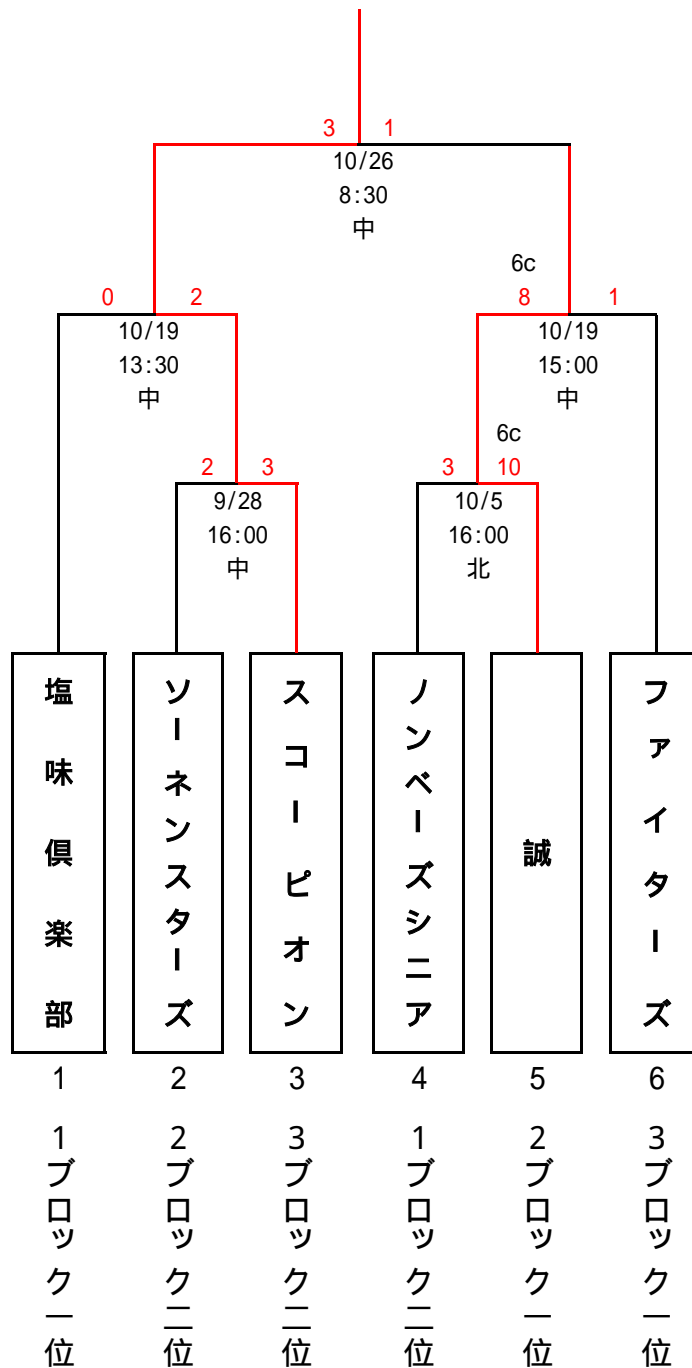 3 1
10/26
8:30
中
6c
0 2
8 1
10/19
13:30
中
10/19
15:00
中
6c
2 3
3 10
9/28
16:00
中
10/5
16:00
北
塩味倶楽部
ソーネンスターズ
スコーピオン
ノンベーズシニア
誠
ファイターズ
1 2 3 4 5 6
1ブロック一位
2ブロック二位
3ブロック二位
1ブロック二位
2ブロック一位
3ブロック一位